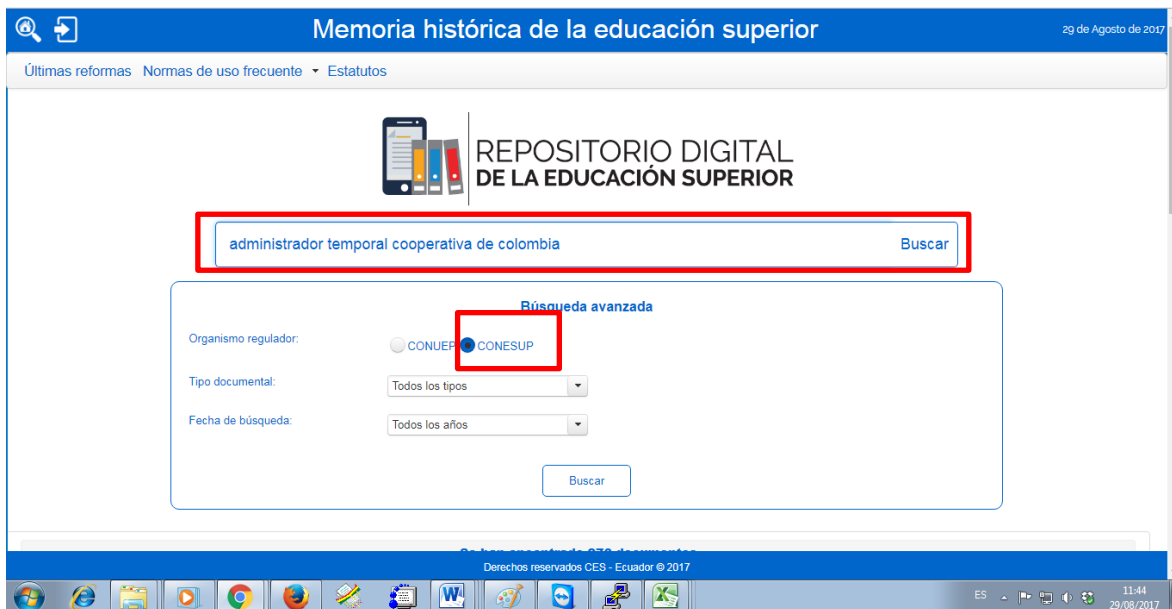 Memoria histórica de la educación superior
29 de Agosto de 2017
Últimas reformas Normas de uso frecuente Estatutos
REPOSITORIO DIGITAL
DE LA EDUCACIÓN SUPERIOR
administrador temporal cooperativa de colombia Buscar
Búsqueda avanzada
Organismo regulador: CONUEP CONESUP
Tipo documental: Todos los tipos
Fecha de búsqueda: Todos los años
Buscar
Derechos reservados CES - Ecuador © 2017
ES 11:44
29/08/2017